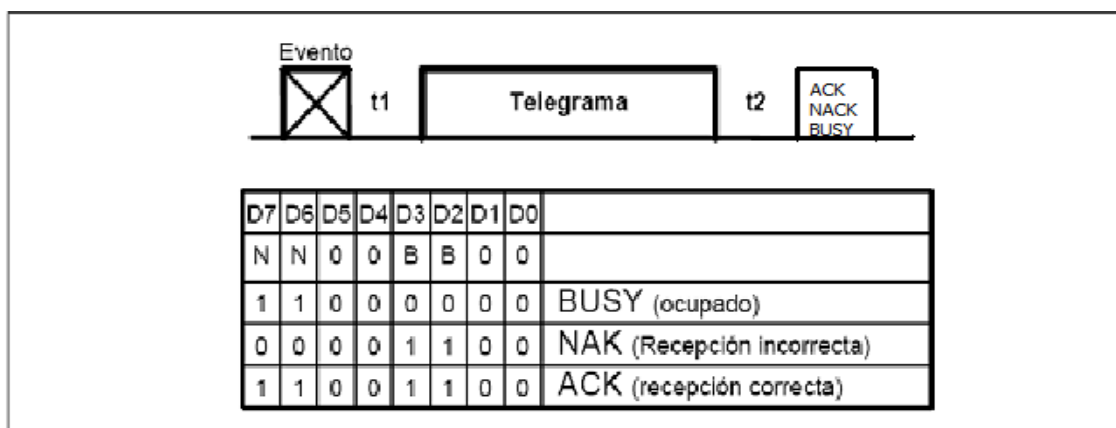 Evento
t1 Telegrama t2
ACK
NACK
BUSY
D7 D6 D5 D4 D3 D2 D1 D0
N N 0 0 B B 0 0
1 1 0 0 0 0 0 0 BUSY (ocupado)
0 0 0 0 1 1 0 0 NAK (Recepción incorrecta)
1 1 0 0 1 1 0 0 ACK (recepción correcta)